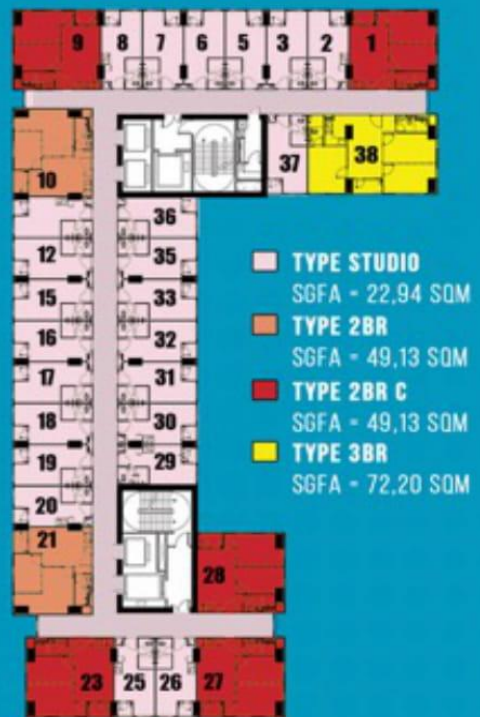 9 8 7 6 5 3 2 1
37 38
10
36
12
35
15
33
16
32
17
31
18
30
19
29
20
21
28
23 25 26 27
TYPE STUDIO
SGFA - 22,94 SQM
TYPE 2BR
SGFA - 49,13 SQM
TYPE 2BR C
SGFA - 49,13 SQM
TYPE 3BR
SGFA - 72,20 SQM